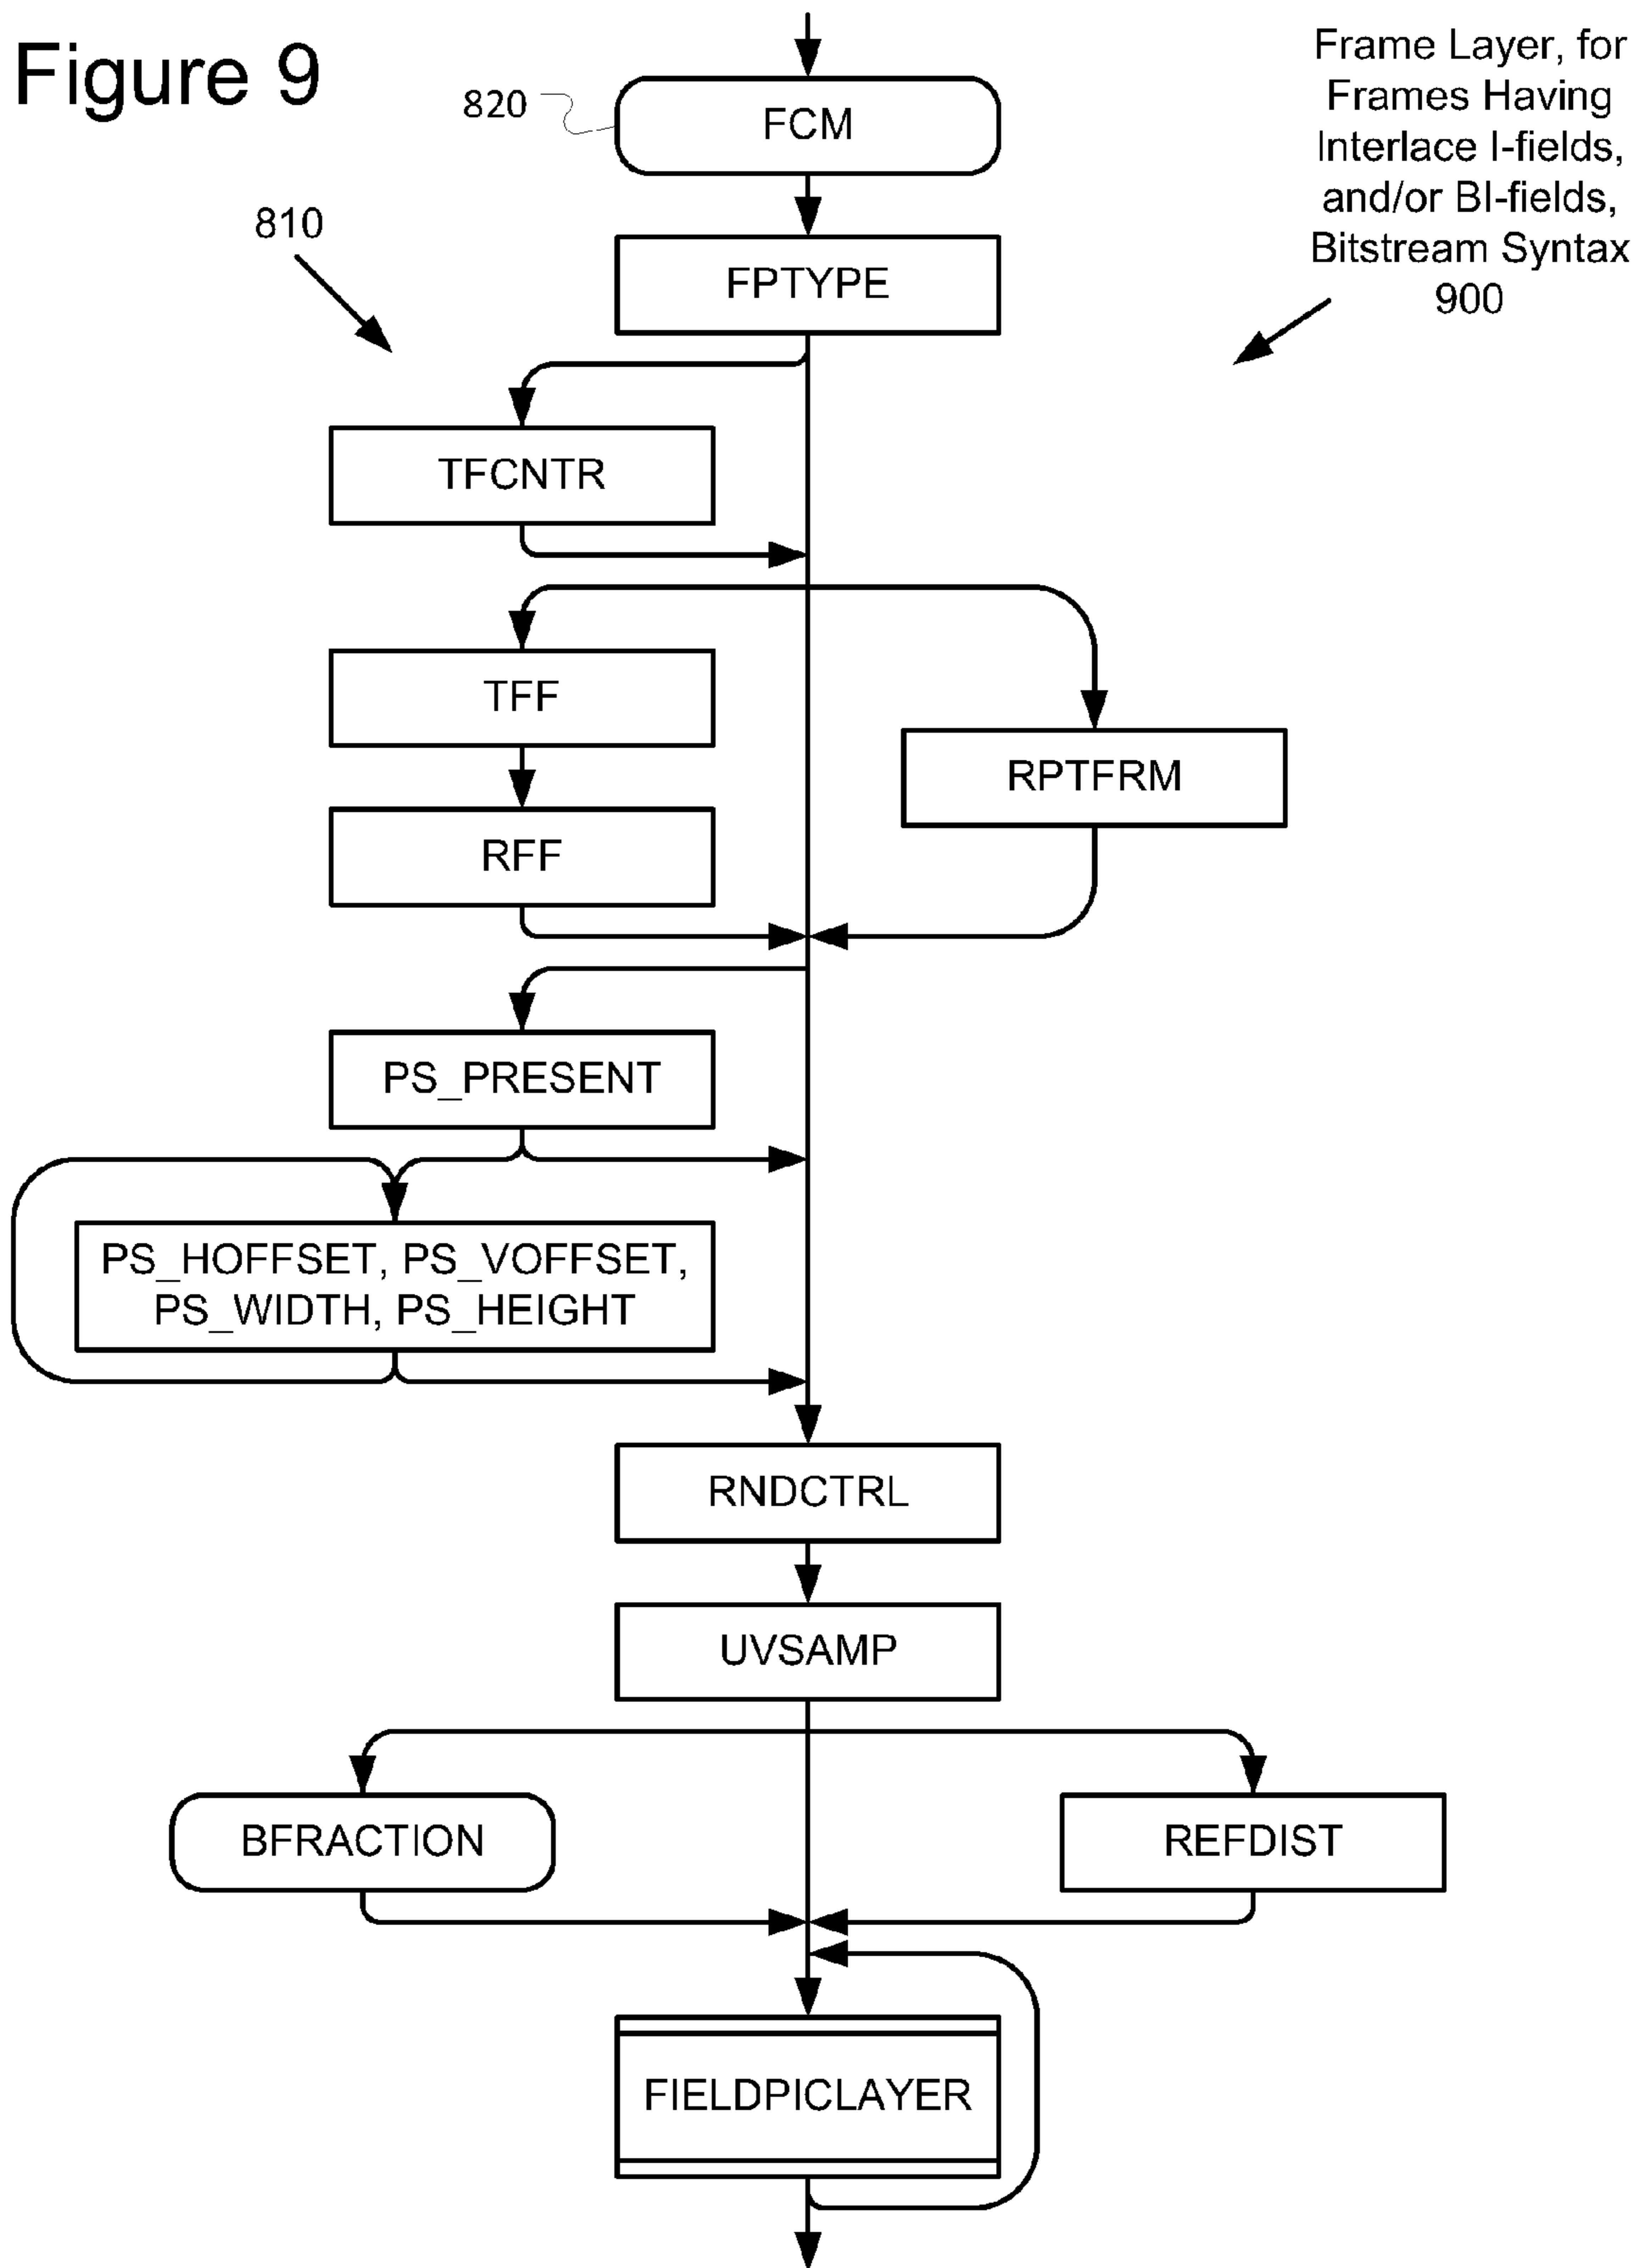 Figure 9
Frame Layer, for
Frames Having
Interlace I-fields,
and/or BI-fields,
Bitstream Syntax
900
820
FCM
810
FPTYPE
TFCNTR
TFF
RPTFRM
RFF
PS_PRESENT
PS_HOFFSET, PS_VOFFSET,
PS_WIDTH, PS_HEIGHT
RNDCTRL
UVSAMP
BFRACTION
REFDIST
FIELDPICLAYER